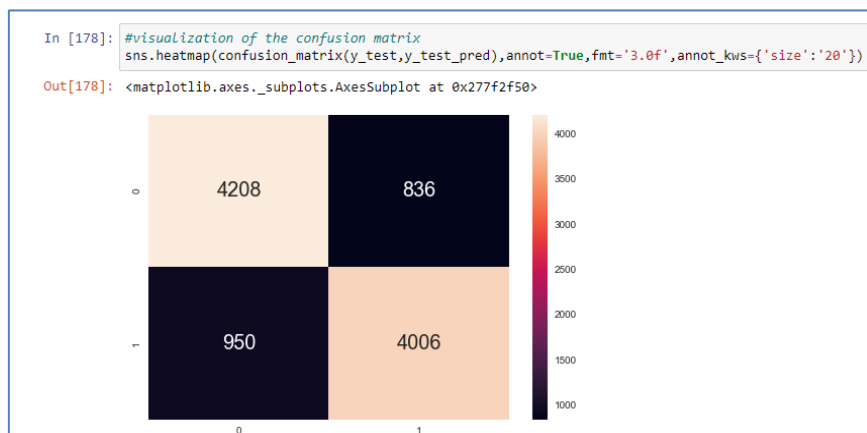 In [178]: #visualization of the confusion matrix
sns.heatmap(confusion_matrix(y_test,y_test_pred),annot=True,fmt='3.0f',annot_kws={'size':'20'})
Out[178]: <matplotlib.axes._subplots.AxesSubplot at 0x277f2f50>
4000
0 4208 836
3500
3000
2500
2000
1 950 4006
1500
1000
0 1